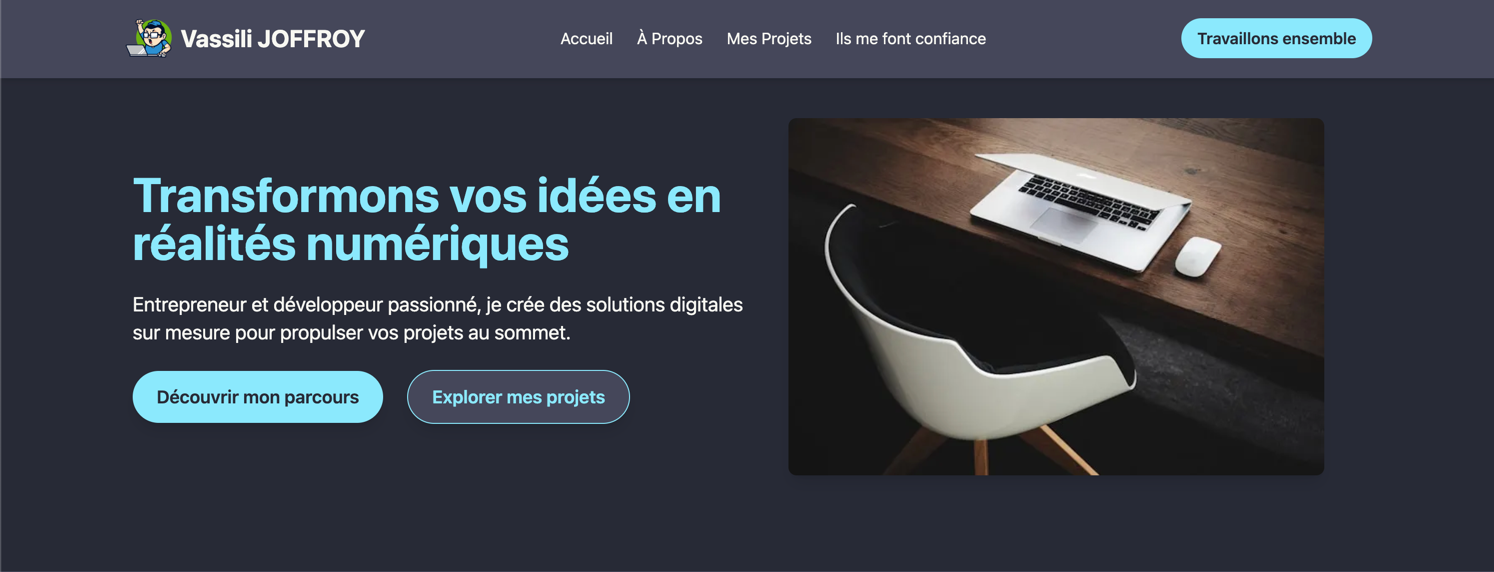 Vassili JOFFROY
Accueil
À Propos
Mes Projets
Ils me font confiance
Travaillons ensemble
Transformons vos idées en
réalités numériques
Entrepreneur et développeur passionné, je crée des solutions digitales
sur mesure pour propulser vos projets au sommet.
Découvrir mon parcours
Explorer mes projets